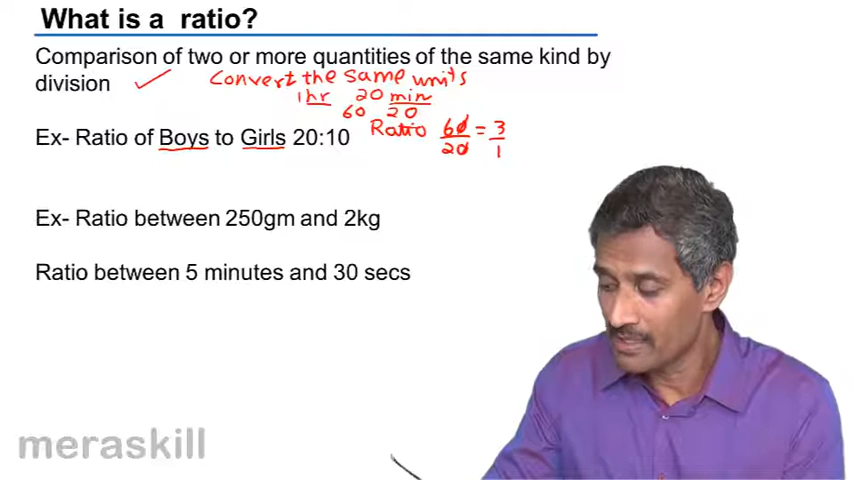 What is a ratio?
Comparison of two or more quantities of the same kind by
division ✓ Convert the same units
1 hr 20 min
60 20
Ex- Ratio of Boys to Girls 20:10 Ratio 60/20 = 3/1
Ex- Ratio between 250gm and 2kg
Ratio between 5 minutes and 30 secs
meraskill